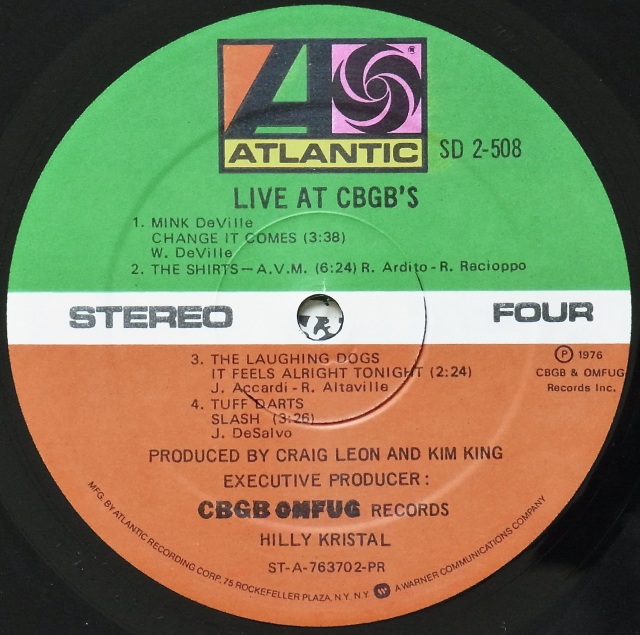 ATLANTIC
®
SD 2-508
LIVE AT CBGB'S
1. MINK DeVille
CHANGE IT COMES (3:38)
W. DeVille
2. THE SHIRTS — A.V.M. (6:24) R. Ardito - R. Racioppo
STEREO
FOUR
3. THE LAUGHING DOGS
IT FEELS ALRIGHT TONIGHT (2:24)
J. Accardi - R. Altaville
4. TUFF DARTS
SLASH (3:26)
J. DeSalvo
Ⓟ 1976
CBGB & OMFUG
Records Inc.
PRODUCED BY CRAIG LEON AND KIM KING
EXECUTIVE PRODUCER :
CBGB OMFUG RECORDS
HILLY KRISTAL
ST-A-763702-PR
MFG. BY ATLANTIC RECORDING CORP., 75 ROCKEFELLER PLAZA, N.Y. N.Y. W A WARNER COMMUNICATIONS COMPANY